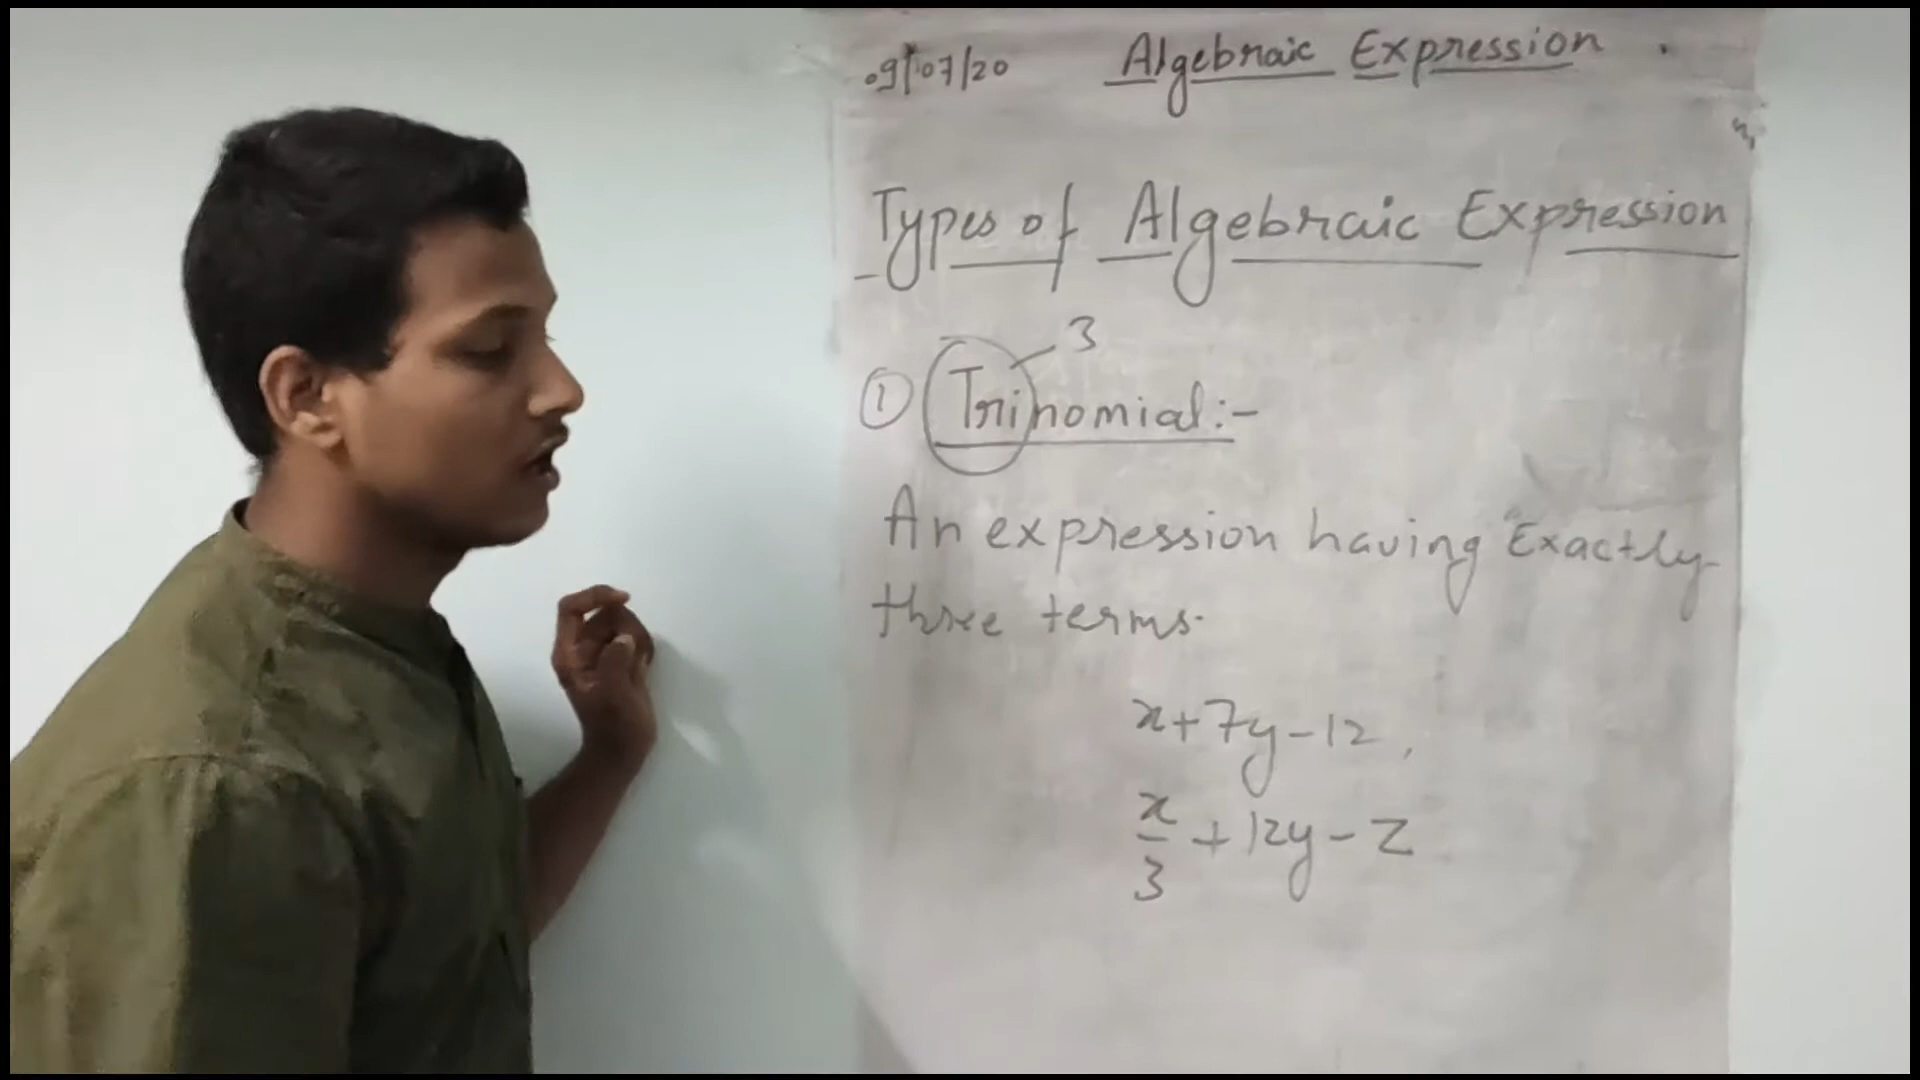 09/07/20 Algebraic Expression .
Types of Algebraic Expression
3
① Trinomial:-
An expression having Exactly
three terms.
x+7y-12,
x/3 + 12y - z